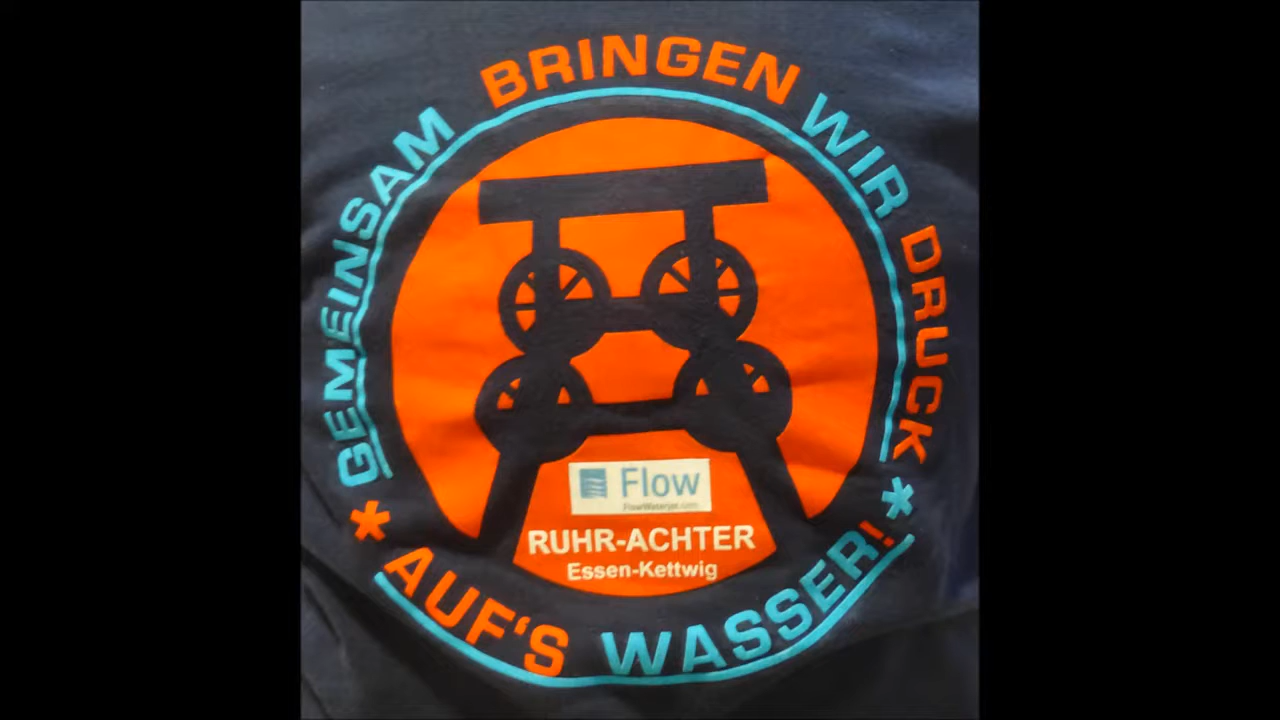 GEMEINSAM BRINGEN WIR DRUCK
* AUF'S WASSER! *
Flow
FlowWaterjet.com
RUHR-ACHTER
Essen-Kettwig